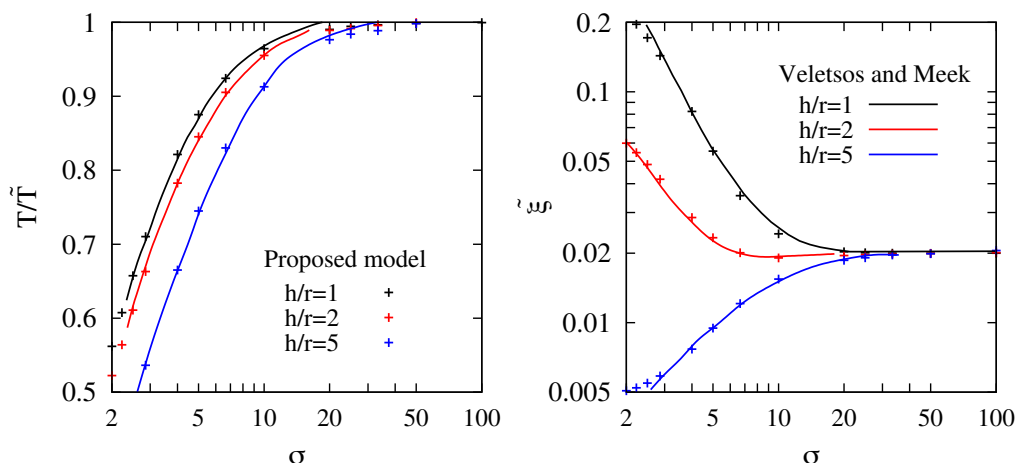 1
0.9
0.8
0.7
0.6
0.5
T/T̃
2 5 10 20 50 100
σ
Proposed model
h/r=1
h/r=2
h/r=5
0.2
0.1
0.05
0.02
0.01
0.005
ξ̃
2 5 10 20 50 100
σ
Veletsos and Meek
h/r=1
h/r=2
h/r=5